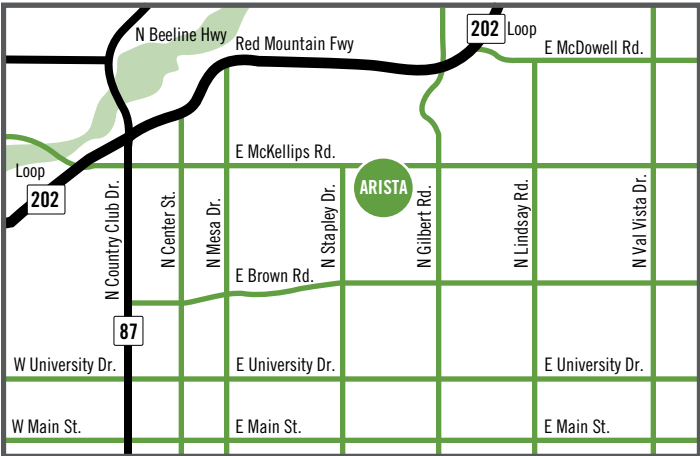 N Beeline Hwy
Red Mountain Fwy
202
Loop
E McDowell Rd.
E McKellips Rd.
Loop
202
ARISTA
N Country Club Dr.
N Center St.
N Mesa Dr.
N Stapley Dr.
N Gilbert Rd.
N Lindsay Rd.
N Val Vista Dr.
E Brown Rd.
87
W University Dr.
E University Dr.
E University Dr.
W Main St.
E Main St.
E Main St.